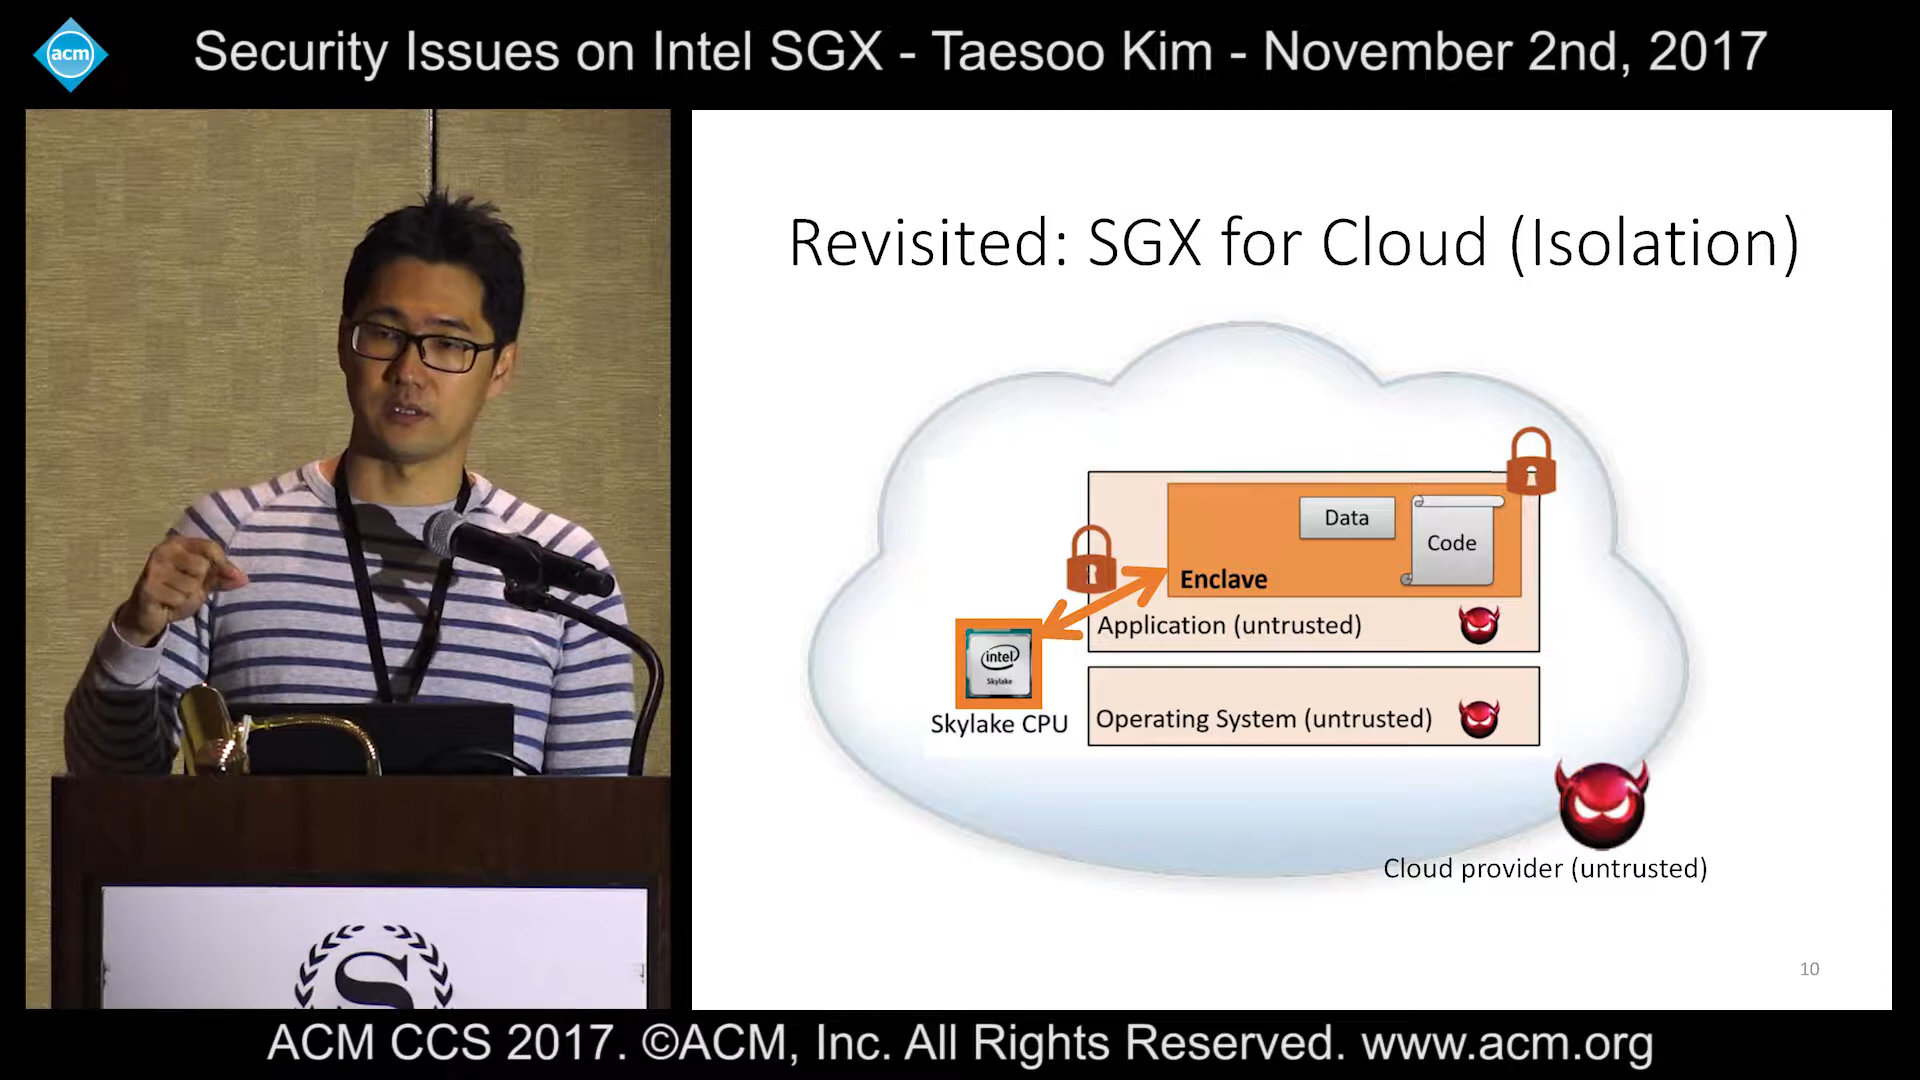 acm
Security Issues on Intel SGX - Taesoo Kim - November 2nd, 2017
Revisited: SGX for Cloud (Isolation)
Data
Code
Enclave
Application (untrusted)
intel
Skylake
Skylake CPU
Operating System (untrusted)
Cloud provider (untrusted)
10
S
ACM CCS 2017. ©ACM, Inc. All Rights Reserved. www.acm.org